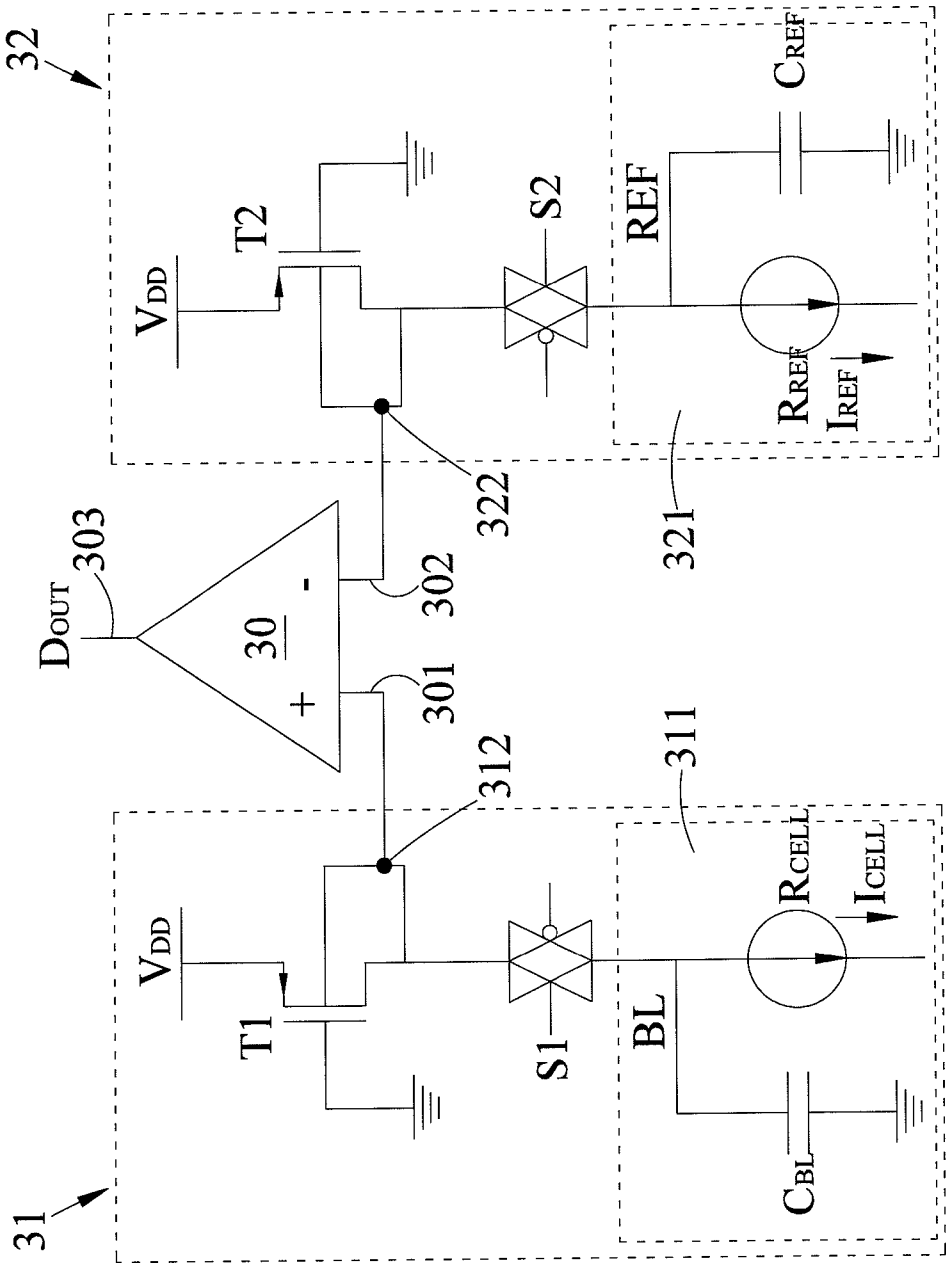 31
32
DOUT
303
VDD
VDD
T1
T2
30
+
-
301
302
312
322
S1
S2
311
321
BL
REF
CBL
RCELL
ICELL
RREF
IREF
CREF